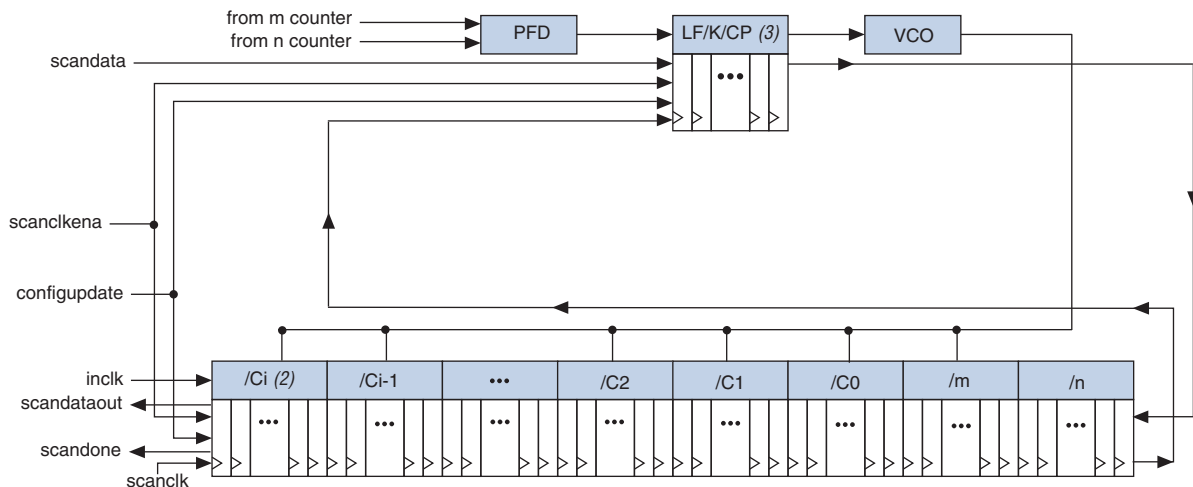 from m counter
from n counter
PFD
LF/K/CP (3)
VCO
scandata
•••
scanclkena
configupdate
inclk
/Ci (2)
/Ci-1
•••
/C2
/C1
/C0
/m
/n
scandataout
••• ••• ••• ••• ••• ••• ••• •••
scandone
scanclk